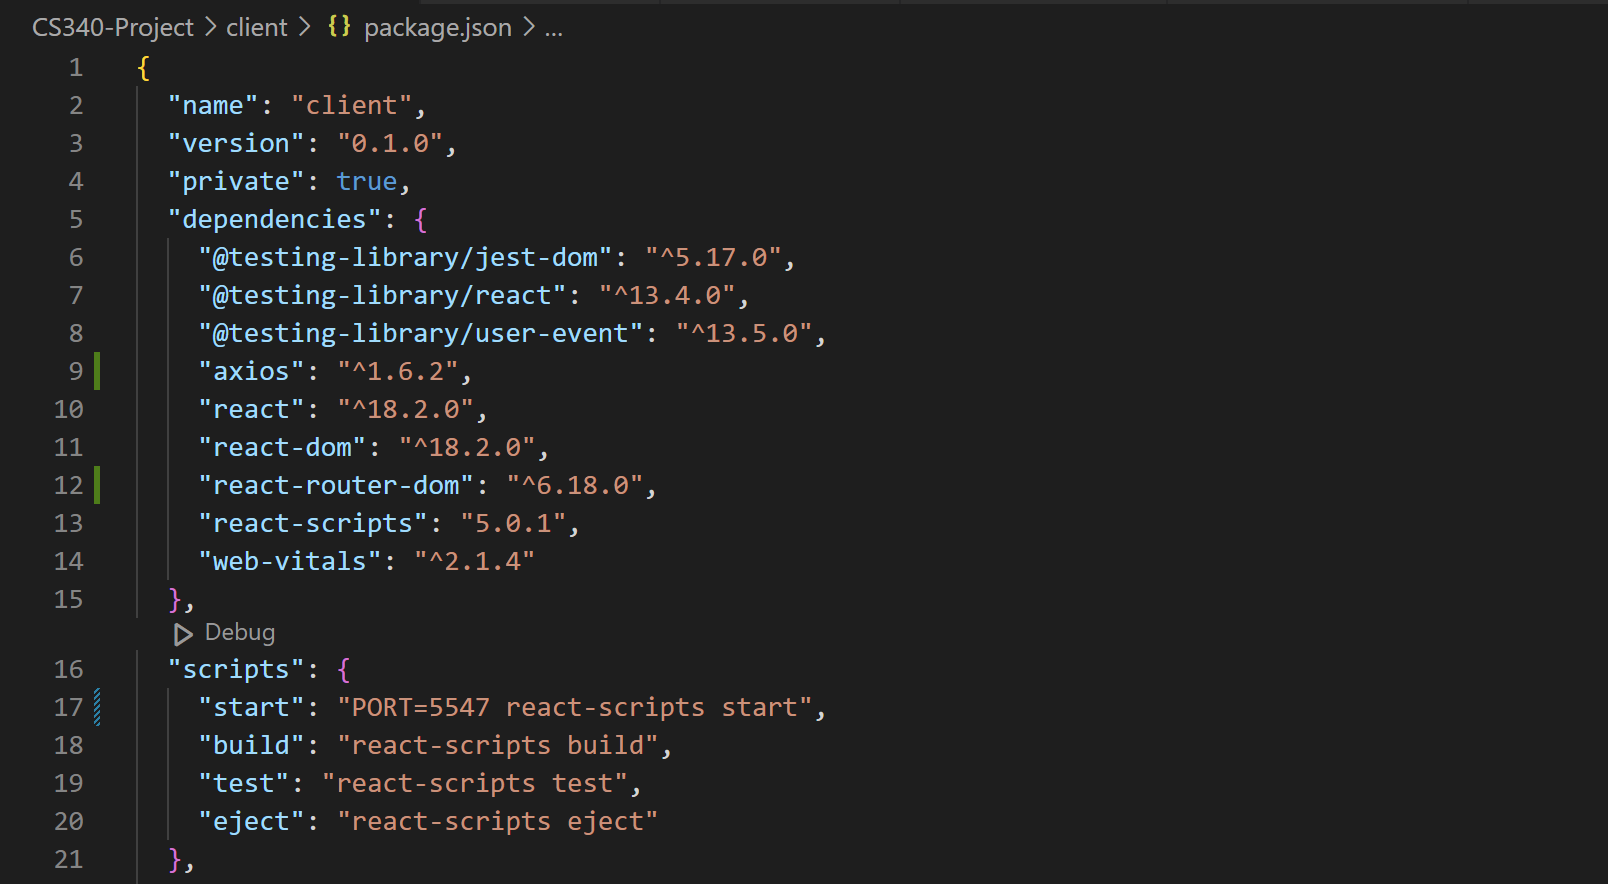 CS340-Project > client > {} package.json > ...
1 {
2 "name": "client",
3 "version": "0.1.0",
4 "private": true,
5 "dependencies": {
6 "@testing-library/jest-dom": "^5.17.0",
7 "@testing-library/react": "^13.4.0",
8 "@testing-library/user-event": "^13.5.0",
9 "axios": "^1.6.2",
10 "react": "^18.2.0",
11 "react-dom": "^18.2.0",
12 "react-router-dom": "^6.18.0",
13 "react-scripts": "5.0.1",
14 "web-vitals": "^2.1.4"
15 },
Debug
16 "scripts": {
17 "start": "PORT=5547 react-scripts start",
18 "build": "react-scripts build",
19 "test": "react-scripts test",
20 "eject": "react-scripts eject"
21 },